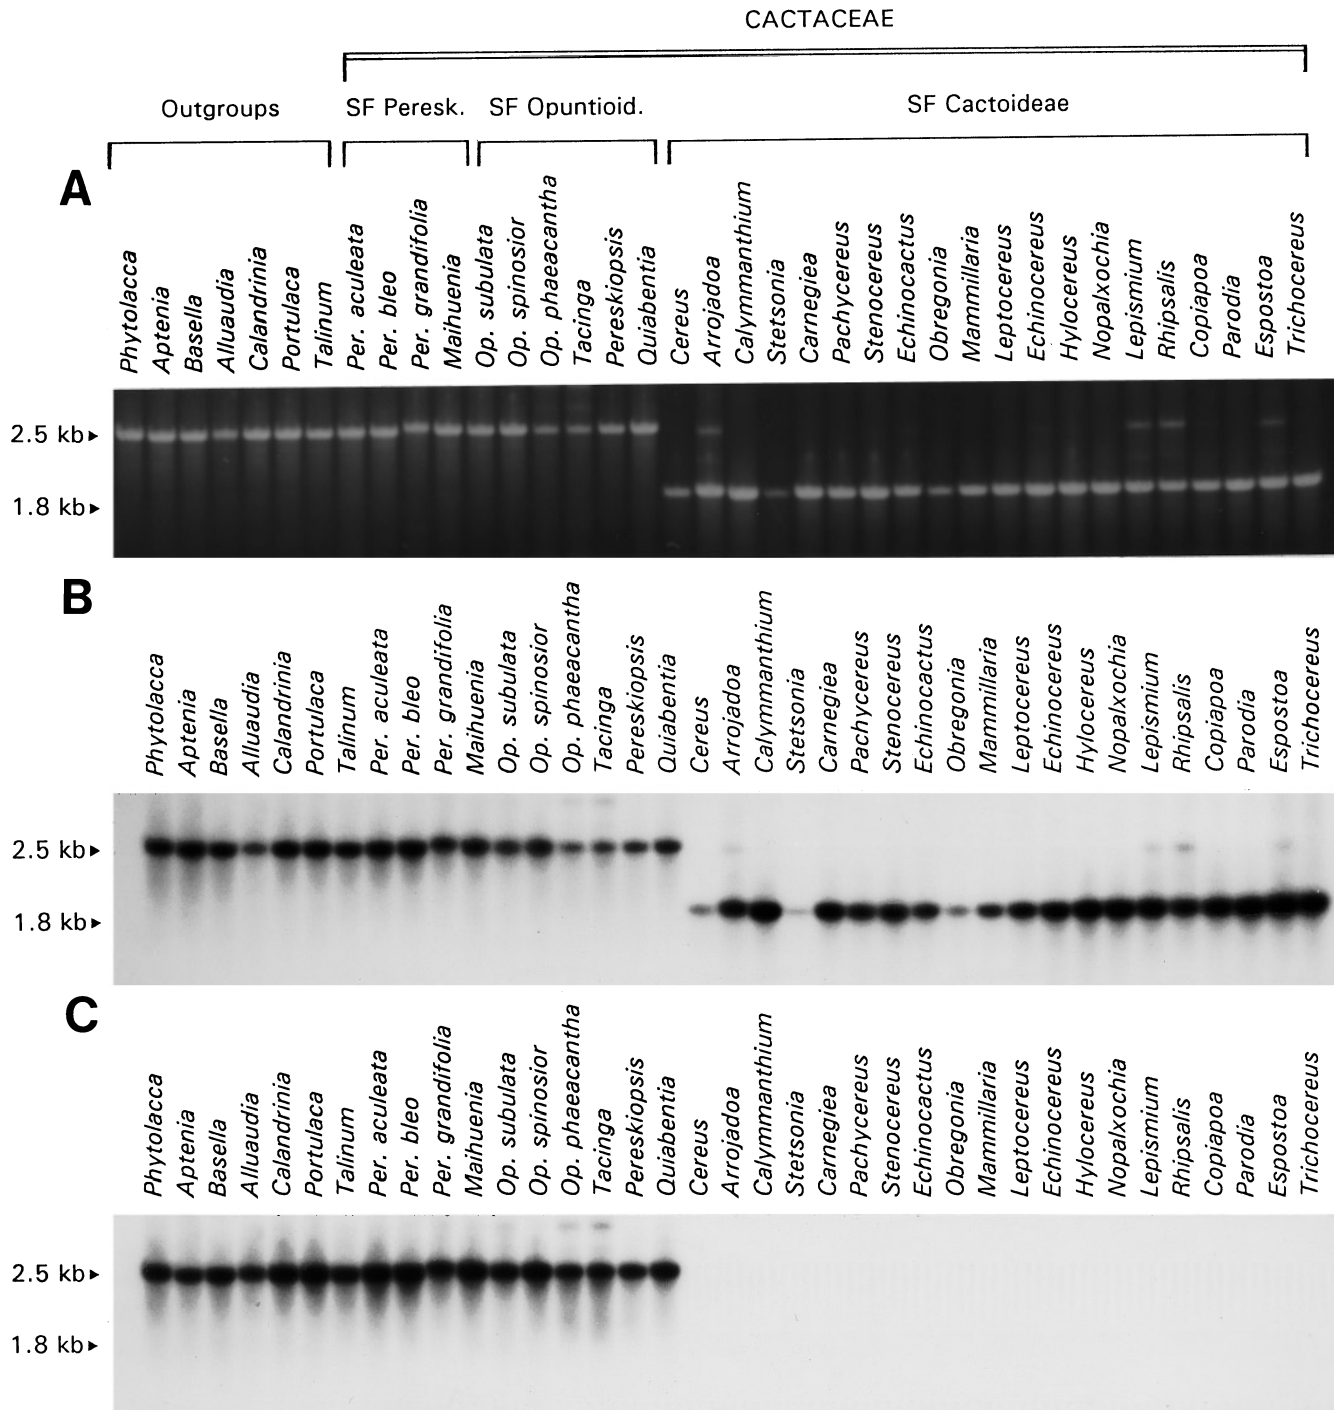 CACTACEAE
Outgroups SF Peresk. SF Opuntioid. SF Cactoideae
A
Phytolacca Aptenia Basella Alluaudia Calandrinia Portulaca Talinum Per. aculeata Per. bleo Per. grandifolia Maihuenia Op. subulata Op. spinosior Op. phaeacantha Tacinga Pereskiopsis Quiabentia Cereus Arrojadoa Calymmanthium Stetsonia Carnegiea Pachycereus Stenocereus Echinocactus Obregonia Mammillaria Leptocereus Echinocereus Hylocereus Nopalxochia Lepismium Rhipsalis Copiapoa Parodia Espostoa Trichocereus
2.5 kb▸
1.8 kb▸
B
Phytolacca Aptenia Basella Alluaudia Calandrinia Portulaca Talinum Per. aculeata Per. bleo Per. grandifolia Maihuenia Op. subulata Op. spinosior Op. phaeacantha Tacinga Pereskiopsis Quiabentia Cereus Arrojadoa Calymmanthium Stetsonia Carnegiea Pachycereus Stenocereus Echinocactus Obregonia Mammillaria Leptocereus Echinocereus Hylocereus Nopalxochia Lepismium Rhipsalis Copiapoa Parodia Espostoa Trichocereus
2.5 kb▸
1.8 kb▸
C
Phytolacca Aptenia Basella Alluaudia Calandrinia Portulaca Talinum Per. aculeata Per. bleo Per. grandifolia Maihuenia Op. subulata Op. spinosior Op. phaeacantha Tacinga Pereskiopsis Quiabentia Cereus Arrojadoa Calymmanthium Stetsonia Carnegiea Pachycereus Stenocereus Echinocactus Obregonia Mammillaria Leptocereus Echinocereus Hylocereus Nopalxochia Lepismium Rhipsalis Copiapoa Parodia Espostoa Trichocereus
2.5 kb▸
1.8 kb▸